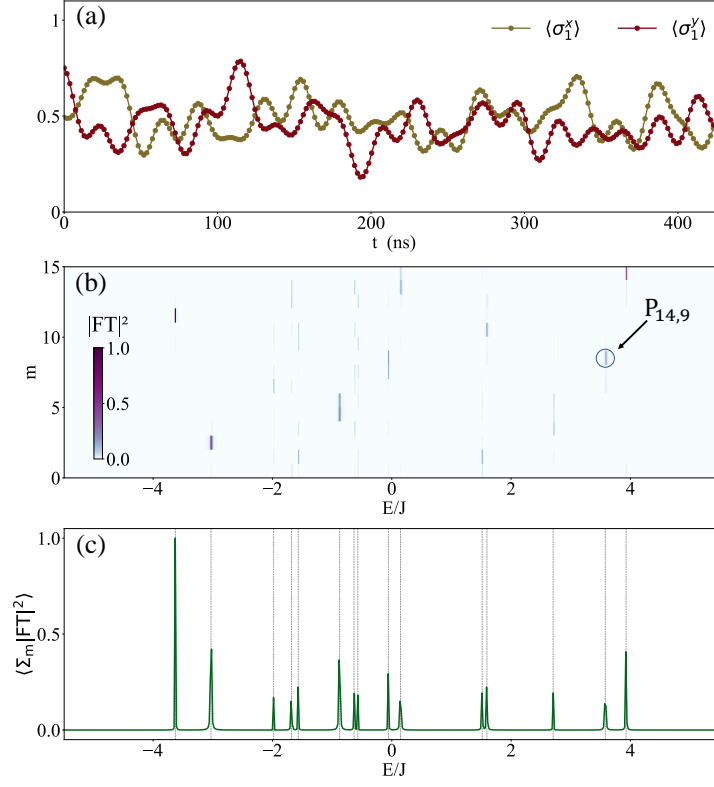 (a)
⟨σ₁ˣ⟩ ⟨σ₁ʸ⟩
1
0.5
0
0 100 200 300 400
t (ns)
(b)
15
10
5
0
m
|FT|²
1.0
0.5
0.0
P₁₄,₉
−4 −2 0 2 4
E/J
(c)
1.0
0.5
0.0
⟨Σₘ|FT|²⟩
−4 −2 0 2 4
E/J